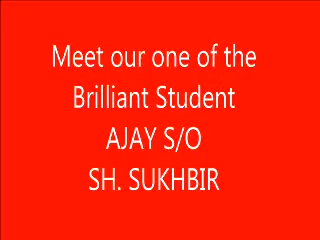 Meet our one of the
Brilliant Student
AJAY S/O
SH. SUKHBIR